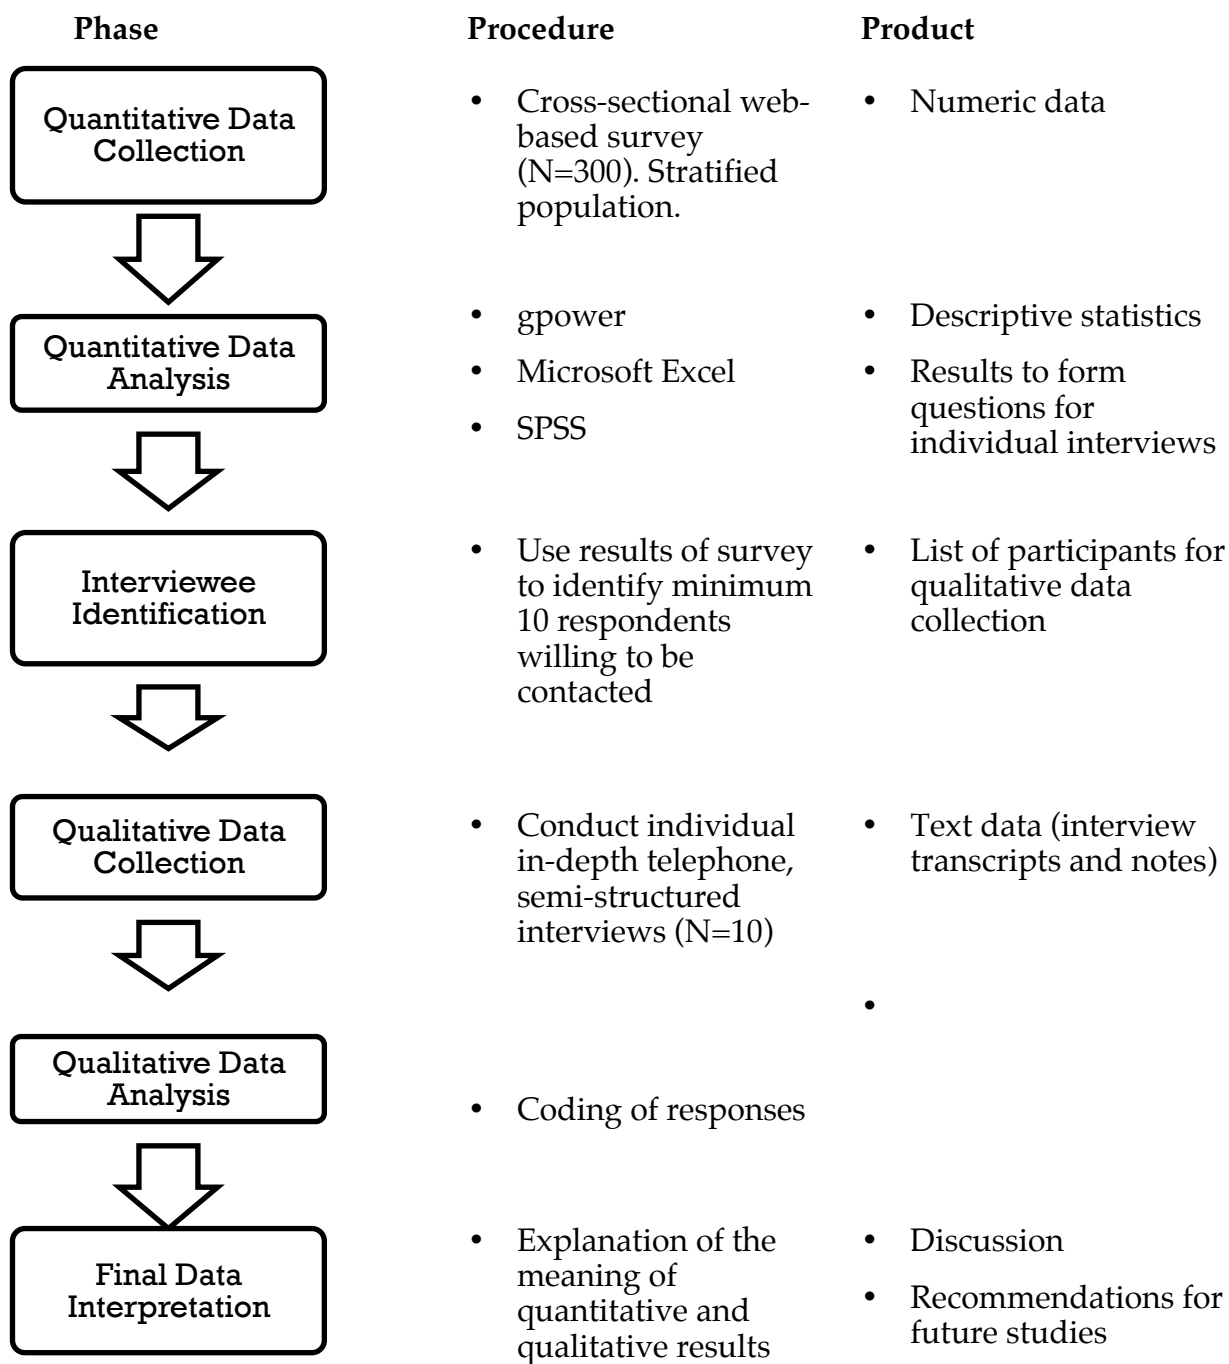 Phase Procedure Product
Quantitative Data
Collection
• Cross-sectional web-
based survey
(N=300). Stratified
population.
• Numeric data
Quantitative Data
Analysis
• gpower
• Microsoft Excel
• SPSS
• Descriptive statistics
• Results to form
questions for
individual interviews
Interviewee
Identification
• Use results of survey
to identify minimum
10 respondents
willing to be
contacted
• List of participants for
qualitative data
collection
Qualitative Data
Collection
• Conduct individual
in-depth telephone,
semi-structured
interviews (N=10)
• Text data (interview
transcripts and notes)
•
Qualitative Data
Analysis
• Coding of responses
Final Data
Interpretation
• Explanation of the
meaning of
quantitative and
qualitative results
• Discussion
• Recommendations for
future studies